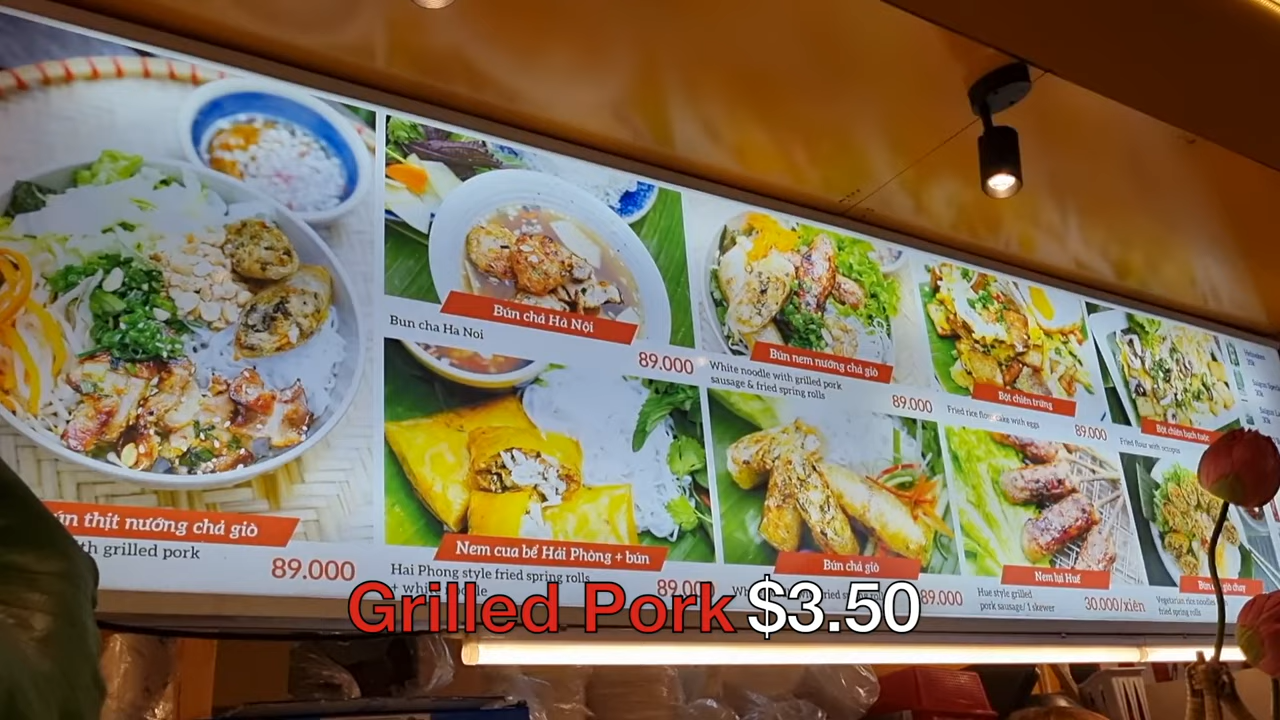 ún thịt nướng chả giò
th grilled pork
89.000
Bún chả Hà Nội
Bun cha Ha Noi
89.000
Nem cua bể Hải Phòng + bún
Hai Phong style fried spring rolls
89.000
Bún nem nướng chả giò
White noodle with grilled pork
sausage & fried spring rolls
89.000
Bún chả giò
89.000
Bột chiên trứng
Fried rice flour cake with eggs
89.000
Nem lụi Huế
Hue style grilled
pork sausage/ 1 skewer
30.000/xiên
Bột chiên bạch tuộc
Fried flour with octopus
Vegetarian rice noodles
fried spring rolls
Grilled Pork $3.50